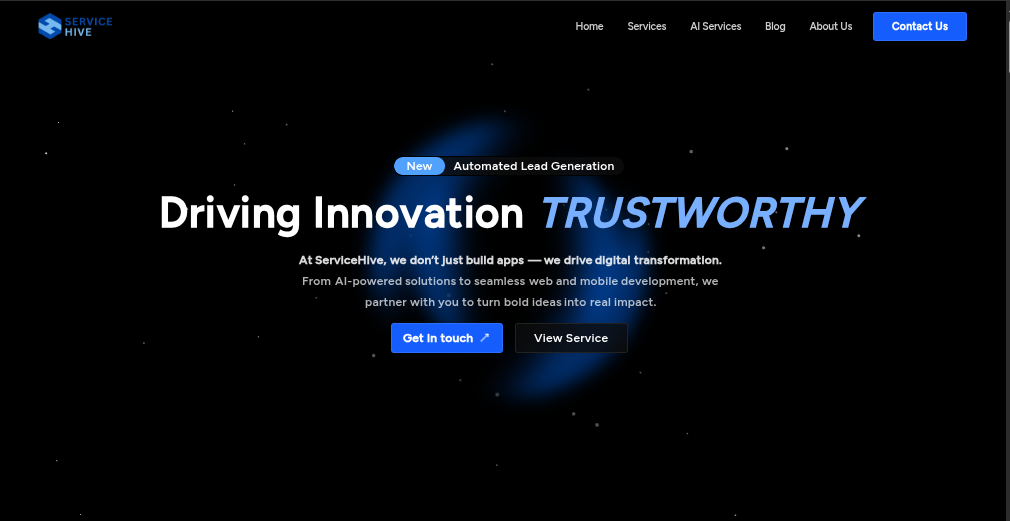 SERVICE
HIVE
Home Services AI Services Blog About Us Contact Us
New Automated Lead Generation
Driving Innovation TRUSTWORTHY
At ServiceHive, we don't just build apps — we drive digital transformation.
From AI-powered solutions to seamless web and mobile development, we
partner with you to turn bold ideas into real impact.
Get in touch ↗ View Service